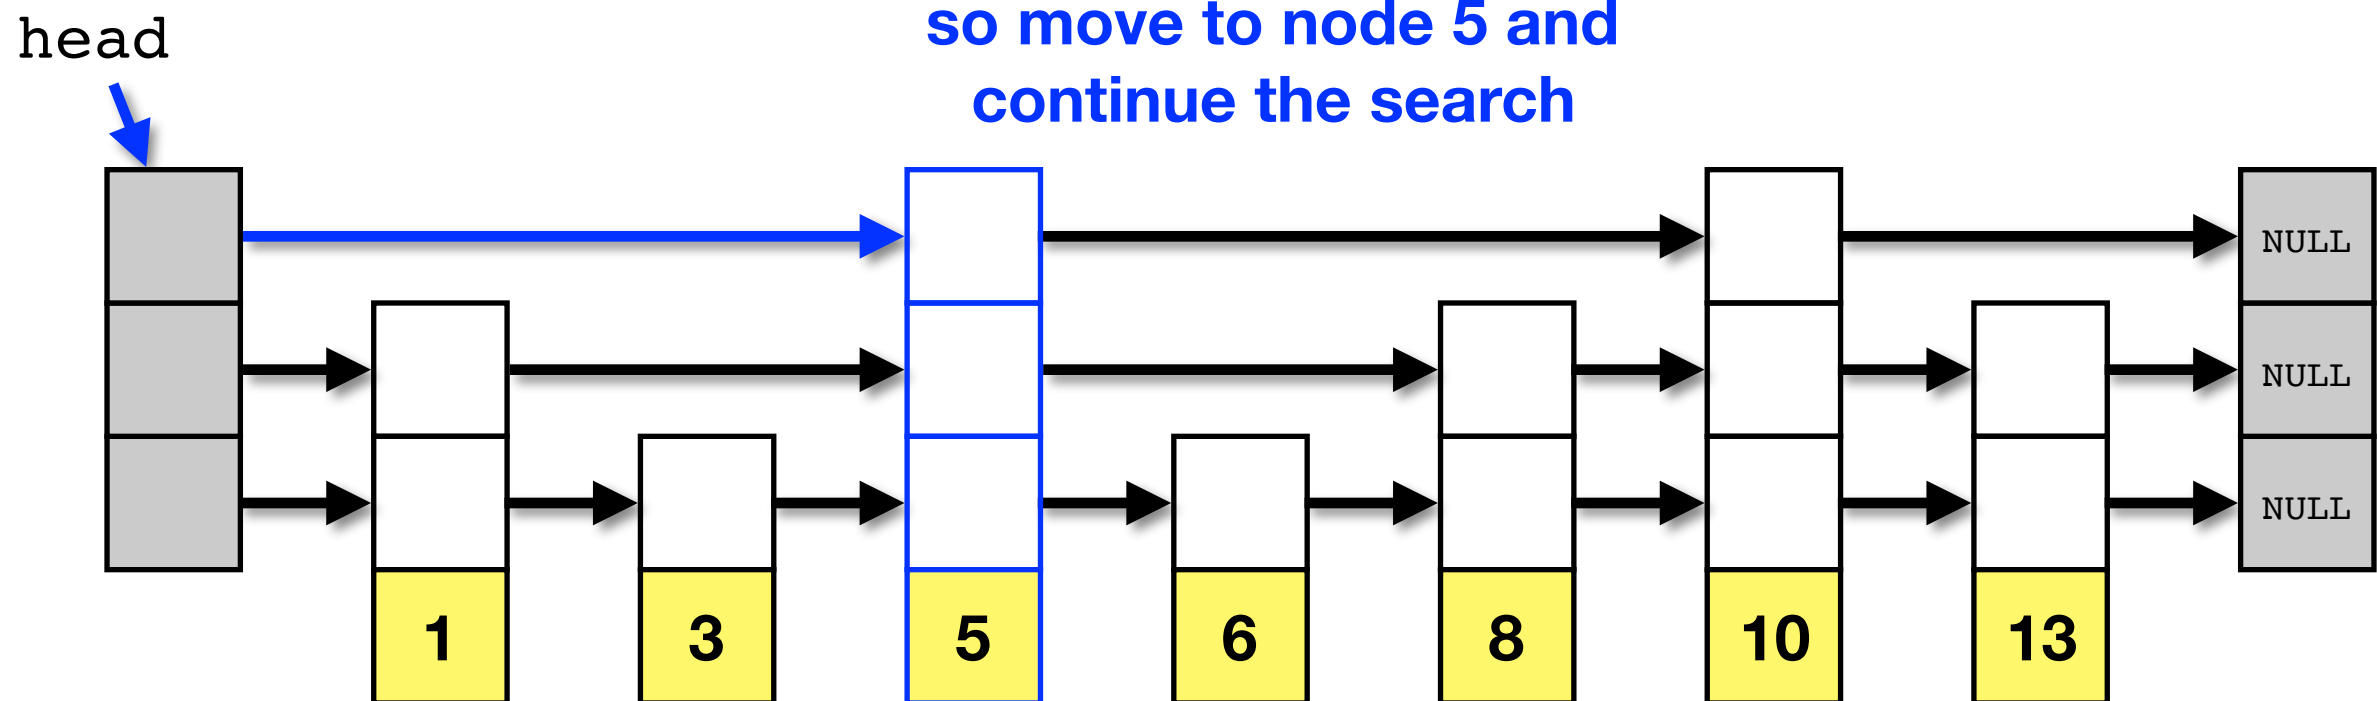 head
so move to node 5 and
continue the search
NULL
NULL
NULL
1 3 5 6 8 10 13